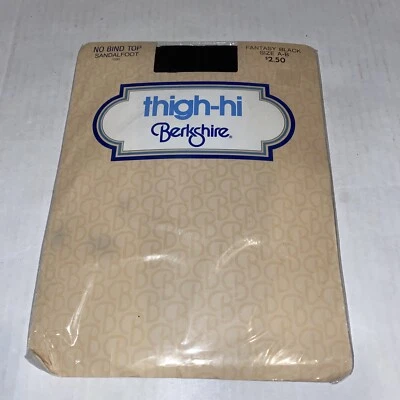 NO BIND TOP
SANDALFOOT
FANTASY BLACK
SIZE A-B
$2.50
thigh-hi
Berkshire®